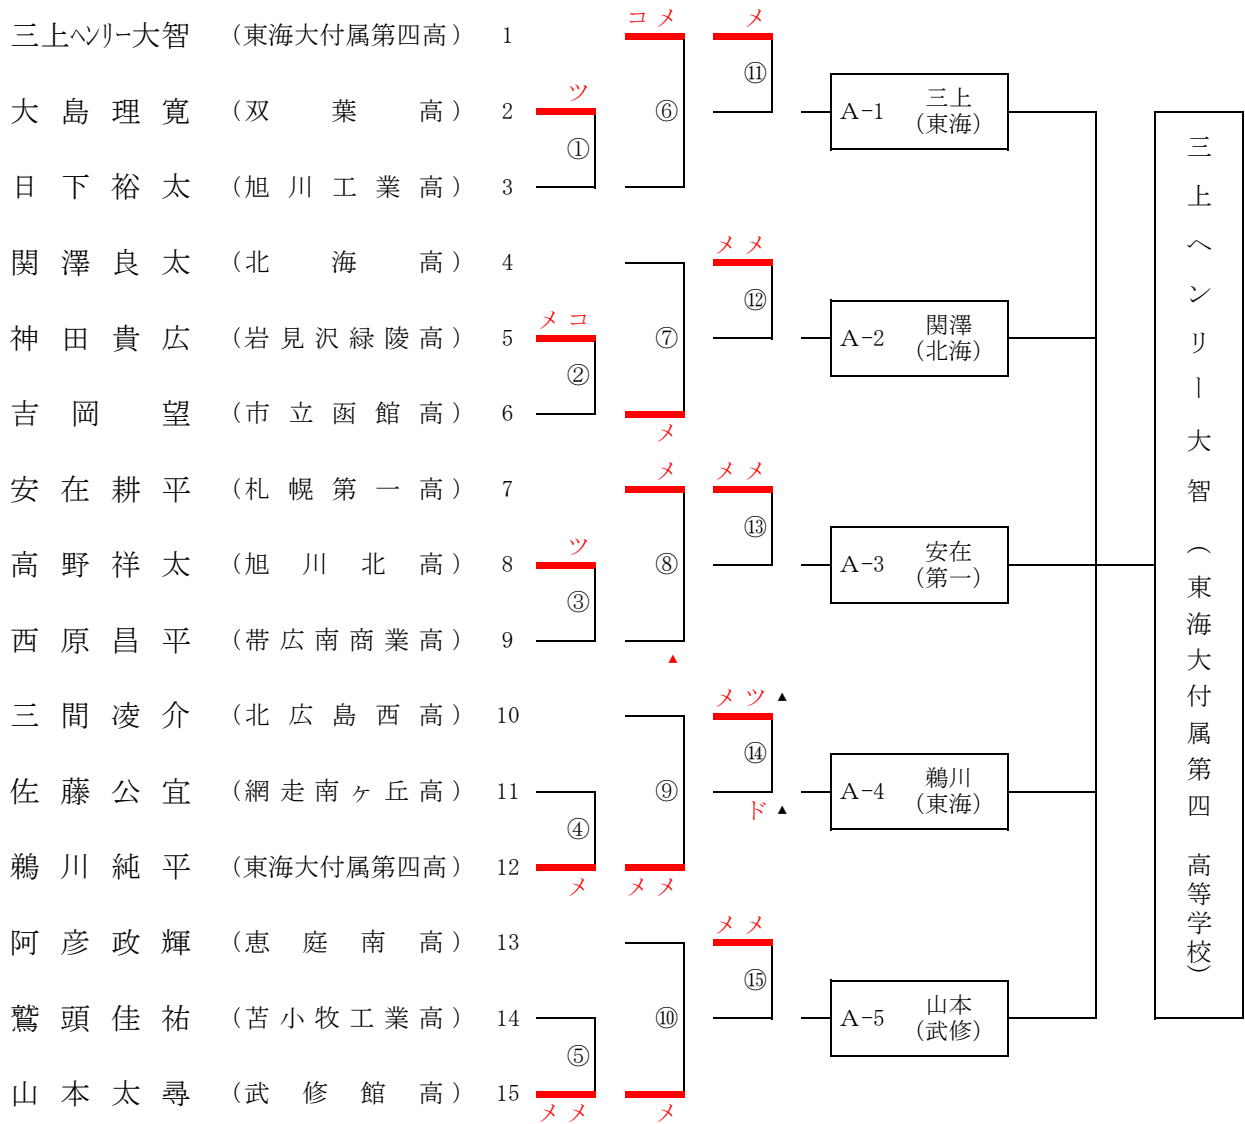 コ メ
メ
三上ヘンリー大智 （東海大付属第四高） 1
⑪
ツ
⑥
大島理寛 （双葉高） 2
A-1 三上
（東海）
①
日下裕太 （旭川工業高） 3
メ メ
関澤良太 （北海高） 4
⑫
メ コ
神田貴広 （岩見沢緑陵高） 5
⑦
A-2 関澤
（北海）
②
吉岡望 （市立函館高） 6
メ
メ
メ メ
安在耕平 （札幌第一高） 7
⑬
ツ
高野祥太 （旭川北高） 8
⑧
A-3 安在
（第一）
③
西原昌平 （帯広南商業高） 9
▲
メ ツ ▲
三間凌介 （北広島西高） 10
⑭
佐藤公宜 （網走南ヶ丘高） 11
⑨
A-4 鵜川
（東海）
ド ▲
④
鵜川純平 （東海大付属第四高） 12
メ
メ メ
メ メ
阿彦政輝 （恵庭南高） 13
⑮
鷲頭佳祐 （苫小牧工業高） 14
⑩
A-5 山本
（武修）
⑤
山本太尋 （武修館高） 15
メ メ
メ
三上ヘンリー大智（東海大付属第四 高等学校）